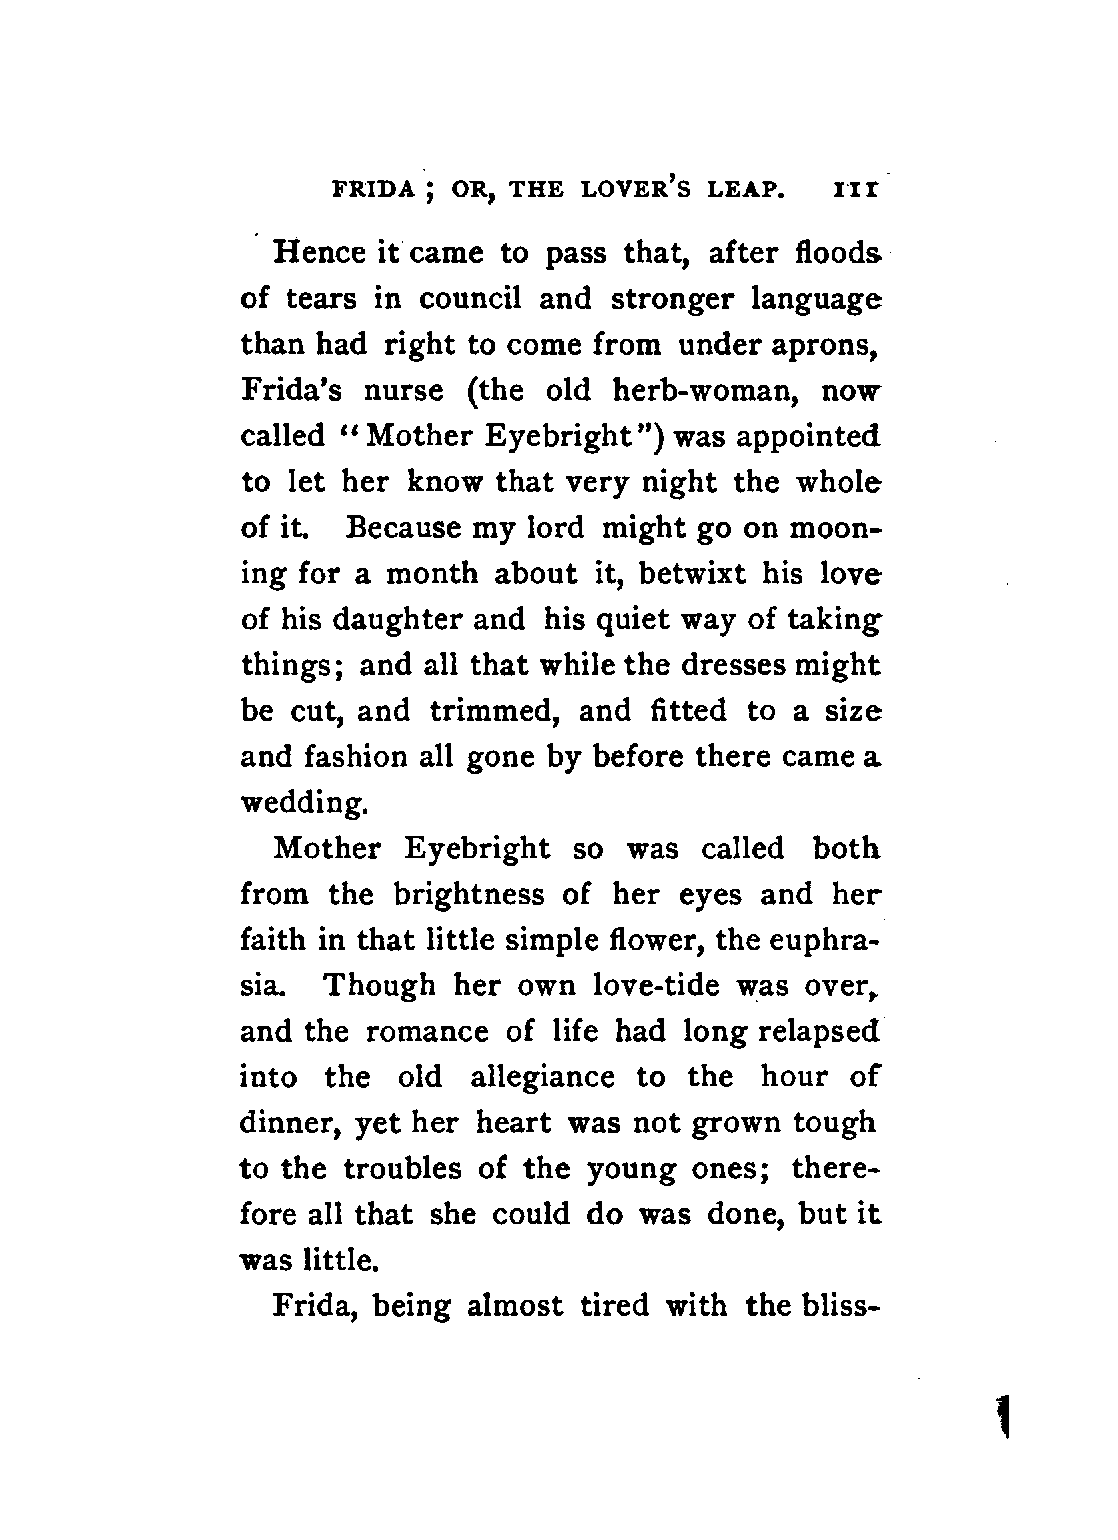 FRIDA ; OR, THE LOVER'S LEAP. 111
Hence it came to pass that, after floods
of tears in council and stronger language
than had right to come from under aprons,
Frida's nurse (the old herb-woman, now
called “Mother Eyebright”) was appointed
to let her know that very night the whole
of it. Because my lord might go on moon-
ing for a month about it, betwixt his love
of his daughter and his quiet way of taking
things; and all that while the dresses might
be cut, and trimmed, and fitted to a size
and fashion all gone by before there came a
wedding.
Mother Eyebright so was called both
from the brightness of her eyes and her
faith in that little simple flower, the euphra-
sia. Though her own love-tide was over,
and the romance of life had long relapsed
into the old allegiance to the hour of
dinner, yet her heart was not grown tough
to the troubles of the young ones; there-
fore all that she could do was done, but it
was little.
Frida, being almost tired with the bliss-